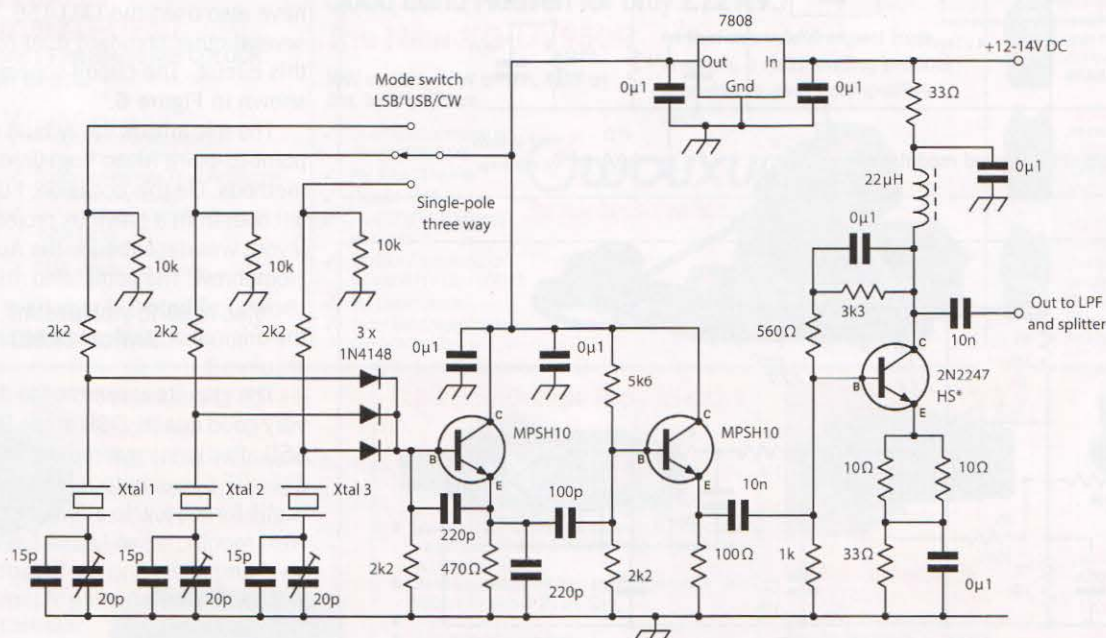 7808
Out
In
Gnd
+12-14V DC
0μ1
0μ1
33Ω
Mode switch
LSB/USB/CW
0μ1
22μH
Single-pole
three way
10k
10k
10k
0μ1
3k3
Out to LPF
and splitter
10n
2k2
2k2
2k2
3 x
1N4148
0μ1
0μ1
560Ω
5k6
C
B
E
2N2247
HS*
C
B
E
MPSH10
C
B
E
MPSH10
Xtal 1
Xtal 2
Xtal 3
10Ω
10Ω
220p
100p
10n
15p
15p
15p
20p
20p
20p
2k2
470Ω
220p
2k2
100Ω
1k
33Ω
0μ1